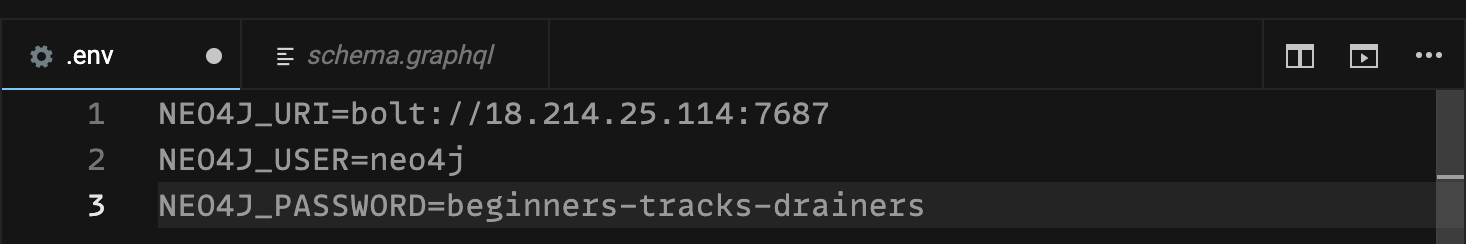 .env schema.graphql
1 NEO4J_URI=bolt://18.214.25.114:7687
2 NEO4J_USER=neo4j
3 NEO4J_PASSWORD=beginners-tracks-drainers